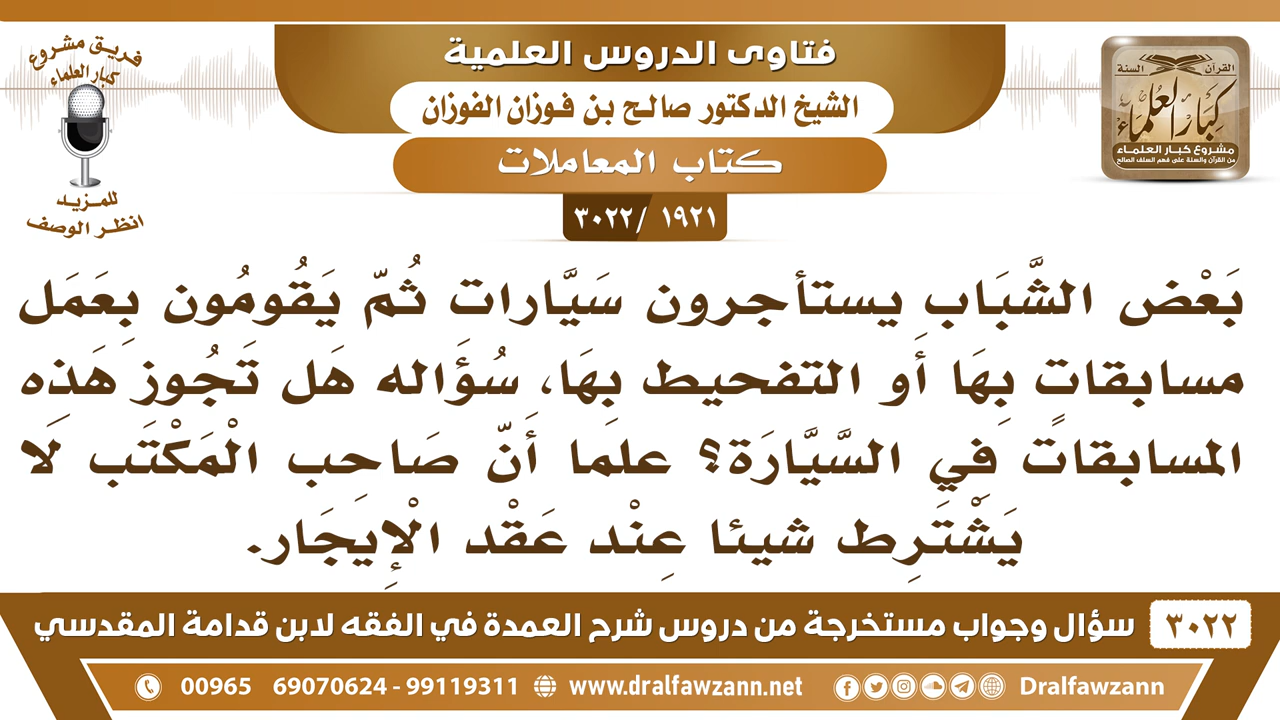 فتاوى الدروس العلمية
الشيخ الدكتور صالح بن فوزان الفوزان
كتاب المعاملات
١٩٢١ / ٣٠٢٢
فريق مشروع
كبار العلماء
للمزيد
انظر الوصف
القرآن السنة
كبار العلماء
مشروع كبار العلماء
من القرآن والسنة على فهم السلف الصالح
بَعْض الشَّبَاب يستأجرون سَيَّارات ثُمّ يَقُومُون بِعَمَل
مسابقات بِهَا أَو التفحيط بِهَا، سُؤَاله هَل تَجُوز هَذه
المسابقات فِي السَّيَّارَة؟ علما أَنّ صَاحِب الْمَكْتَب لَا
يَشْتَرِط شيئا عِنْد عَقْد الْإِيجَار.
٣٠٢٢ سؤال وجواب مستخرجة من دروس شرح العمدة في الفقه لابن قدامة المقدسي
00965 69070624 - 99119311 www.dralfawzann.net Dralfawzann